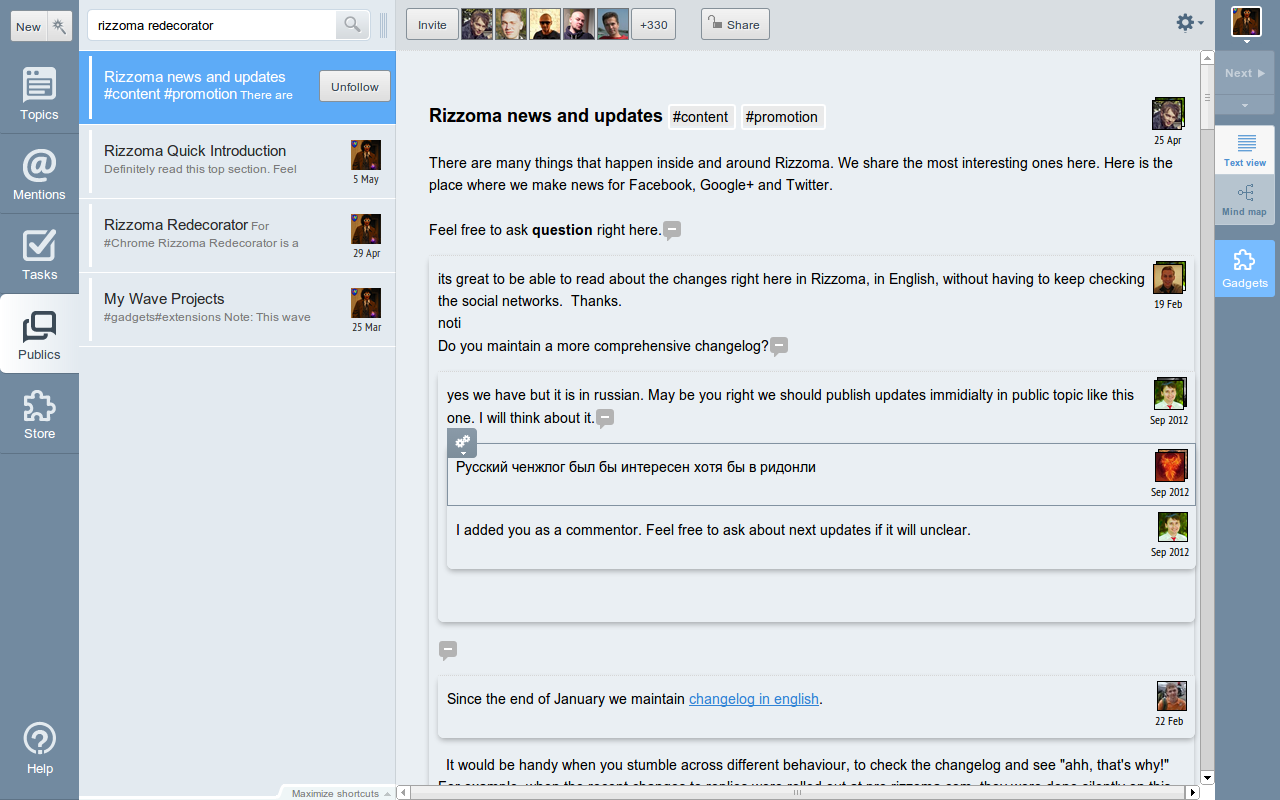 New
rizzoma redecorator
Invite
+330
Share
Topics
Mentions
Tasks
Publics
Store
Help
Rizzoma news and updates
#content #promotion There are
Unfollow
Rizzoma Quick Introduction
Definitely read this top section. Feel
5 May
Rizzoma Redecorator For
#Chrome Rizzoma Redecorator is a
29 Apr
My Wave Projects
#gadgets#extensions Note: This wave
25 Mar
Maximize shortcuts
Rizzoma news and updates #content #promotion
25 Apr
There are many things that happen inside and around Rizzoma. We share the most interesting ones here. Here is the
place where we make news for Facebook, Google+ and Twitter.
Feel free to ask question right here.
its great to be able to read about the changes right here in Rizzoma, in English, without having to keep checking
the social networks.  Thanks.
19 Feb
noti
Do you maintain a more comprehensive changelog?
yes we have but it is in russian. May be you right we should publish updates immidialty in public topic like this
one. I will think about it.
Sep 2012
Русский ченжлог был бы интересен хотя бы в ридонли
Sep 2012
I added you as a commentor. Feel free to ask about next updates if it will unclear.
Sep 2012
Since the end of January we maintain changelog in english.
22 Feb
It would be handy when you stumble across different behaviour, to check the changelog and see "ahh, that's why!"
Next
Text view
Mind map
Gadgets